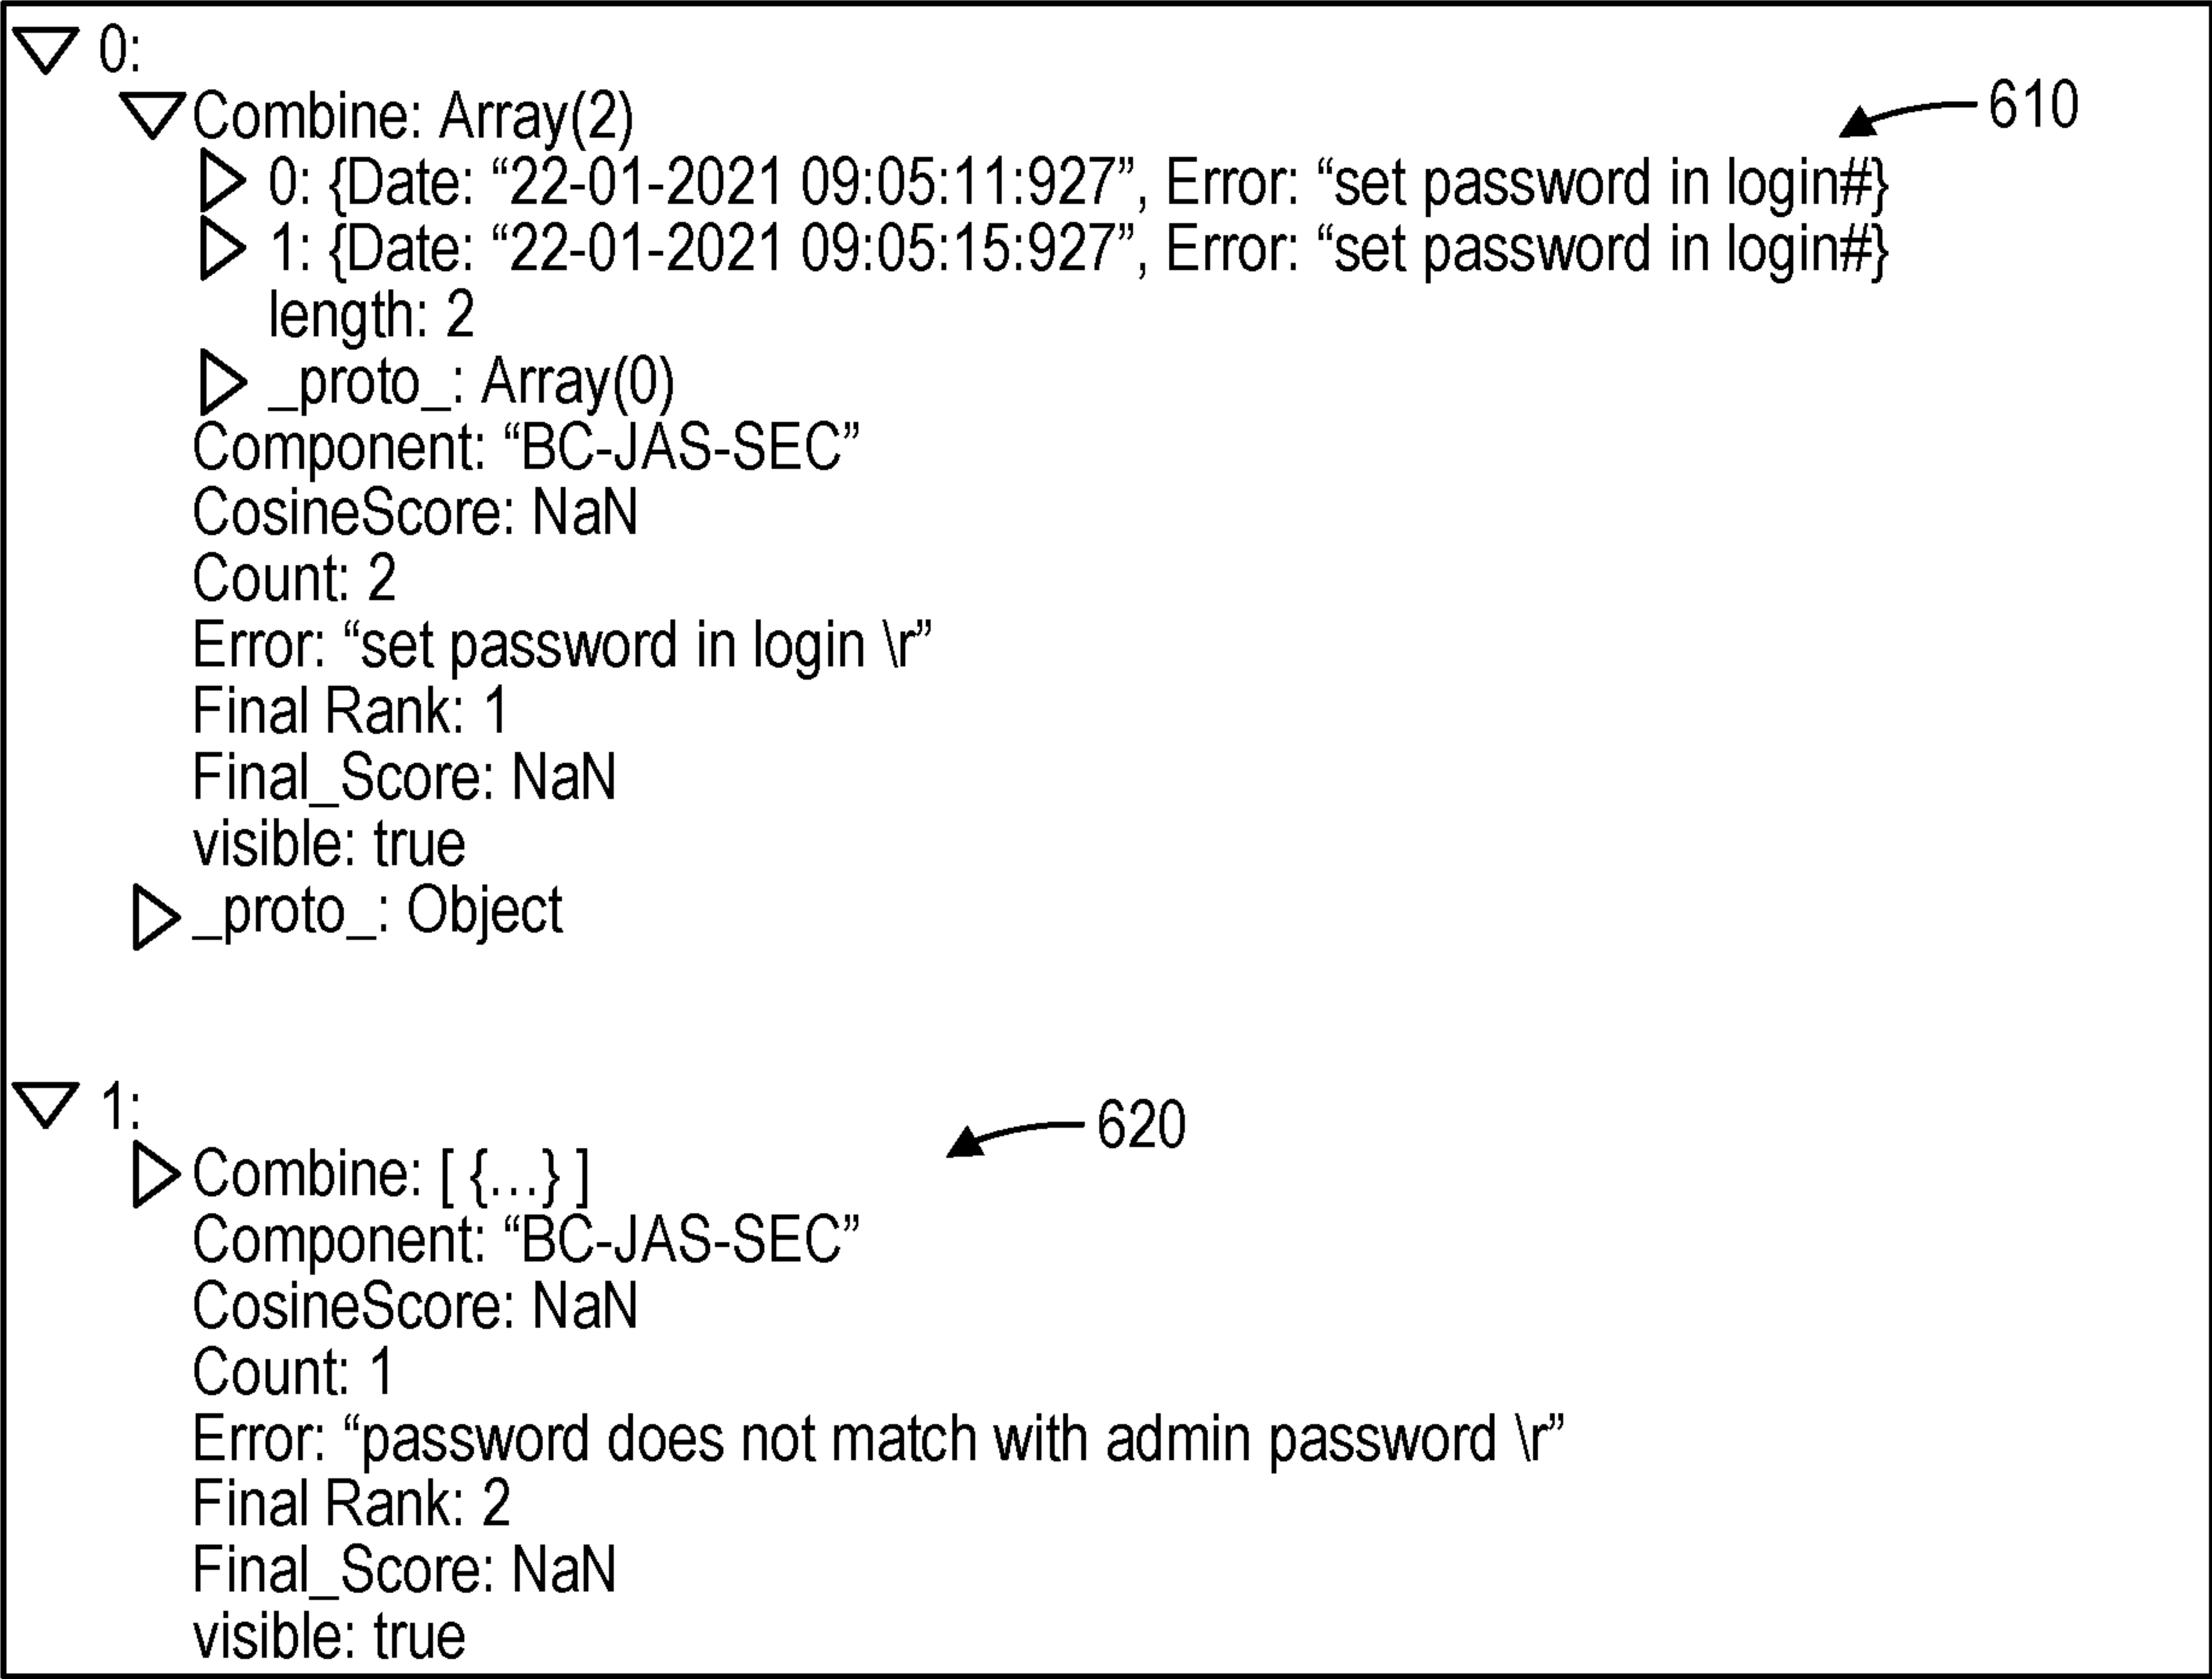 0:
610
Combine: Array(2)
0: {Date: “22-01-2021 09:05:11:927”, Error: “set password in login#}
1: {Date: “22-01-2021 09:05:15:927”, Error: “set password in login#}
length: 2
_proto_: Array(0)
Component: “BC-JAS-SEC”
CosineScore: NaN
Count: 2
Error: “set password in login \r”
Final Rank: 1
Final_Score: NaN
visible: true
_proto_: Object
1:
620
Combine: [ {...} ]
Component: “BC-JAS-SEC”
CosineScore: NaN
Count: 1
Error: “password does not match with admin password \r”
Final Rank: 2
Final_Score: NaN
visible: true